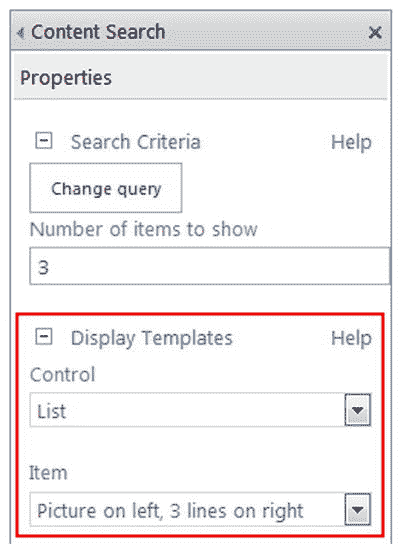 Content Search
Properties
Search Criteria Help
Change query
Number of items to show
3
Display Templates Help
Control
List
Item
Picture on left, 3 lines on right